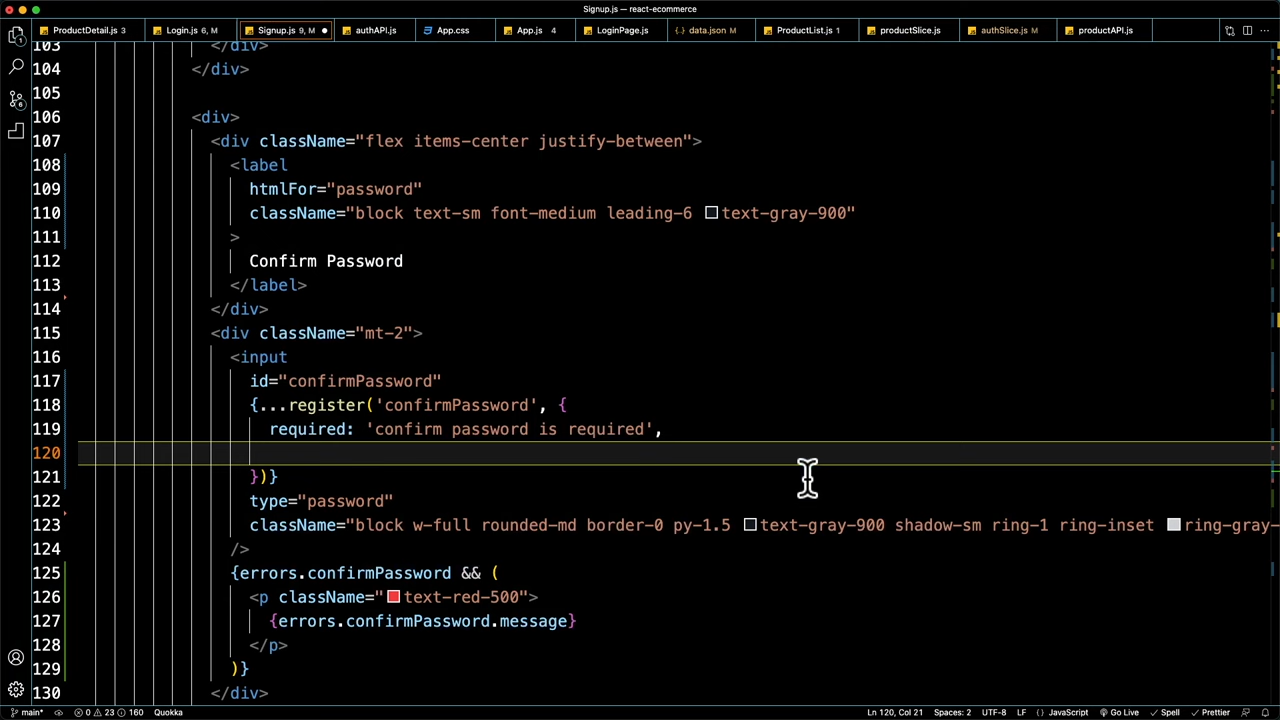 Signup.js — react-ecommerce
ProductDetail.js 3 Login.js 6, M Signup.js 9, M authAPI.js App.css App.js 4 LoginPage.js data.json M ProductList.js 1 productSlice.js authSlice.js M productAPI.js
103 </div>
104 </div>
105
106 <div>
107 <div className="flex items-center justify-between">
108 <label
109 htmlFor="password"
110 className="block text-sm font-medium leading-6 text-gray-900"
111 >
112 Confirm Password
113 </label>
114 </div>
115 <div className="mt-2">
116 <input
117 id="confirmPassword"
118 {...register('confirmPassword', {
119 required: 'confirm password is required',
120
121 })}
122 type="password"
123 className="block w-full rounded-md border-0 py-1.5 text-gray-900 shadow-sm ring-1 ring-inset ring-gray-
124 />
125 {errors.confirmPassword && (
126 <p className="text-red-500">
127 {errors.confirmPassword.message}
128 </p>
129 )}
130 </div>
main* 0 23 160 Quokka Ln 120, Col 21 Spaces: 2 UTF-8 LF {} JavaScript Go Live Spell Prettier